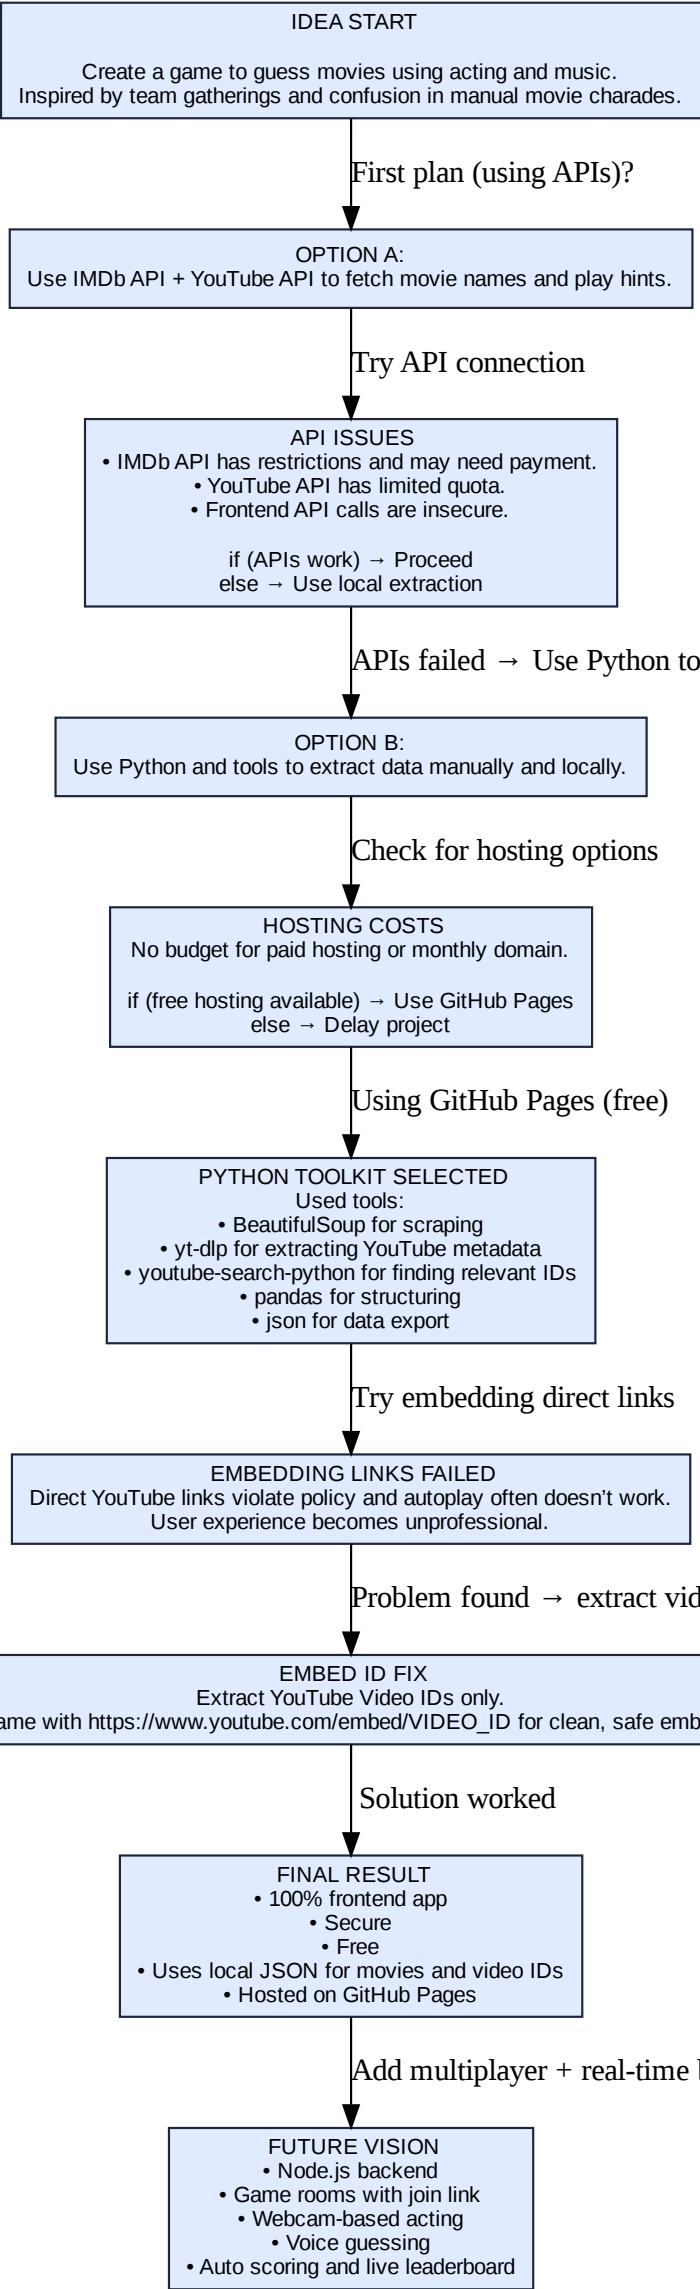 IDEA START
Create a game to guess movies using acting and music.
Inspired by team gatherings and confusion in manual movie charades.
First plan (using APIs)?
OPTION A:
Use IMDb API + YouTube API to fetch movie names and play hints.
Try API connection
API ISSUES
• IMDb API has restrictions and may need payment.
• YouTube API has limited quota.
• Frontend API calls are insecure.
if (APIs work) → Proceed
else → Use local extraction
APIs failed → Use Python
OPTION B:
Use Python and tools to extract data manually and locally.
Check for hosting options
HOSTING COSTS
No budget for paid hosting or monthly domain.
if (free hosting available) → Use GitHub Pages
else → Delay project
Using GitHub Pages (free)
PYTHON TOOLKIT SELECTED
Used tools:
• BeautifulSoup for scraping
• yt-dlp for extracting YouTube metadata
• youtube-search-python for finding relevant IDs
• pandas for structuring
• json for data export
Try embedding direct links
EMBEDDING LINKS FAILED
Direct YouTube links violate policy and autoplay often doesn’t work.
User experience becomes unprofessional.
Problem found → extract
EMBED ID FIX
Extract YouTube Video IDs only.
with https://www.youtube.com/embed/VIDEO_ID for clean, safe
Solution worked
FINAL RESULT
• 100% frontend app
• Secure
• Free
• Uses local JSON for movies and video IDs
• Hosted on GitHub Pages
Add multiplayer + real-time
FUTURE VISION
• Node.js backend
• Game rooms with join link
• Webcam-based acting
• Voice guessing
• Auto scoring and live leaderboard